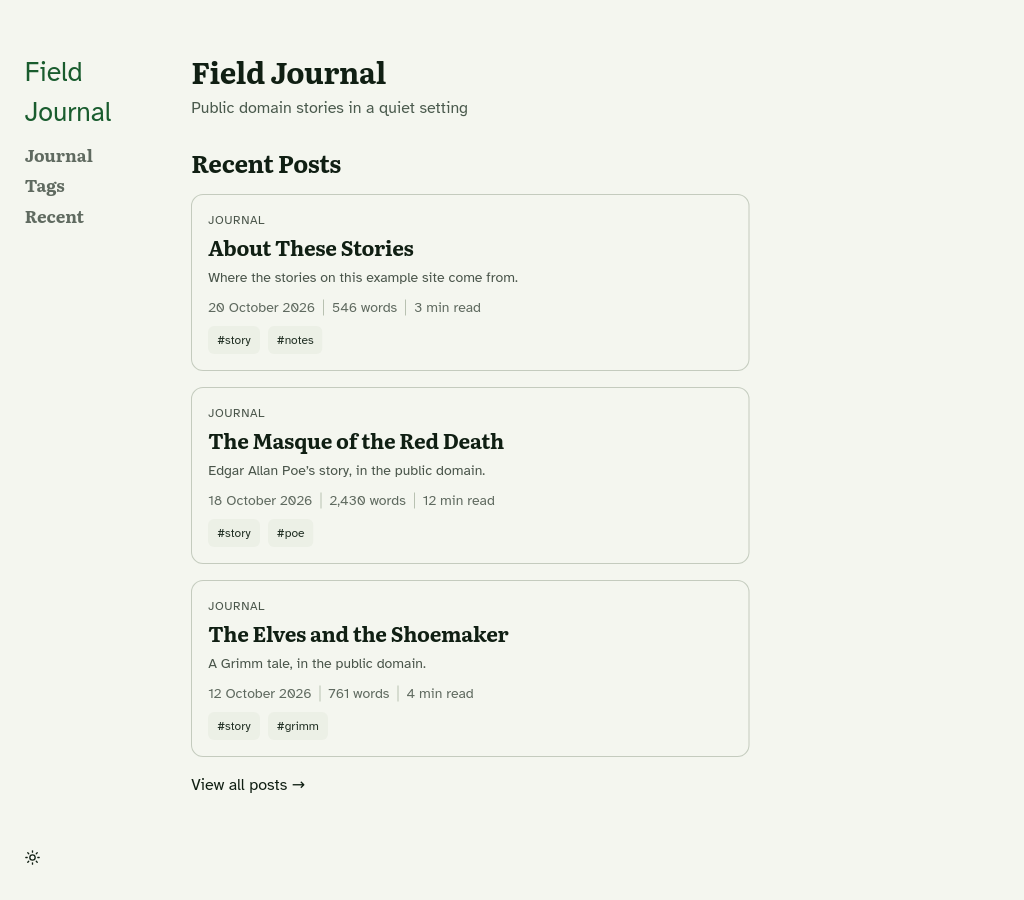 Field
Journal
Journal
Tags
Recent
Field Journal
Public domain stories in a quiet setting
Recent Posts
JOURNAL
About These Stories
Where the stories on this example site come from.
20 October 2026 | 546 words | 3 min read
#story #notes
JOURNAL
The Masque of the Red Death
Edgar Allan Poe’s story, in the public domain.
18 October 2026 | 2,430 words | 12 min read
#story #poe
JOURNAL
The Elves and the Shoemaker
A Grimm tale, in the public domain.
12 October 2026 | 761 words | 4 min read
#story #grimm
View all posts →